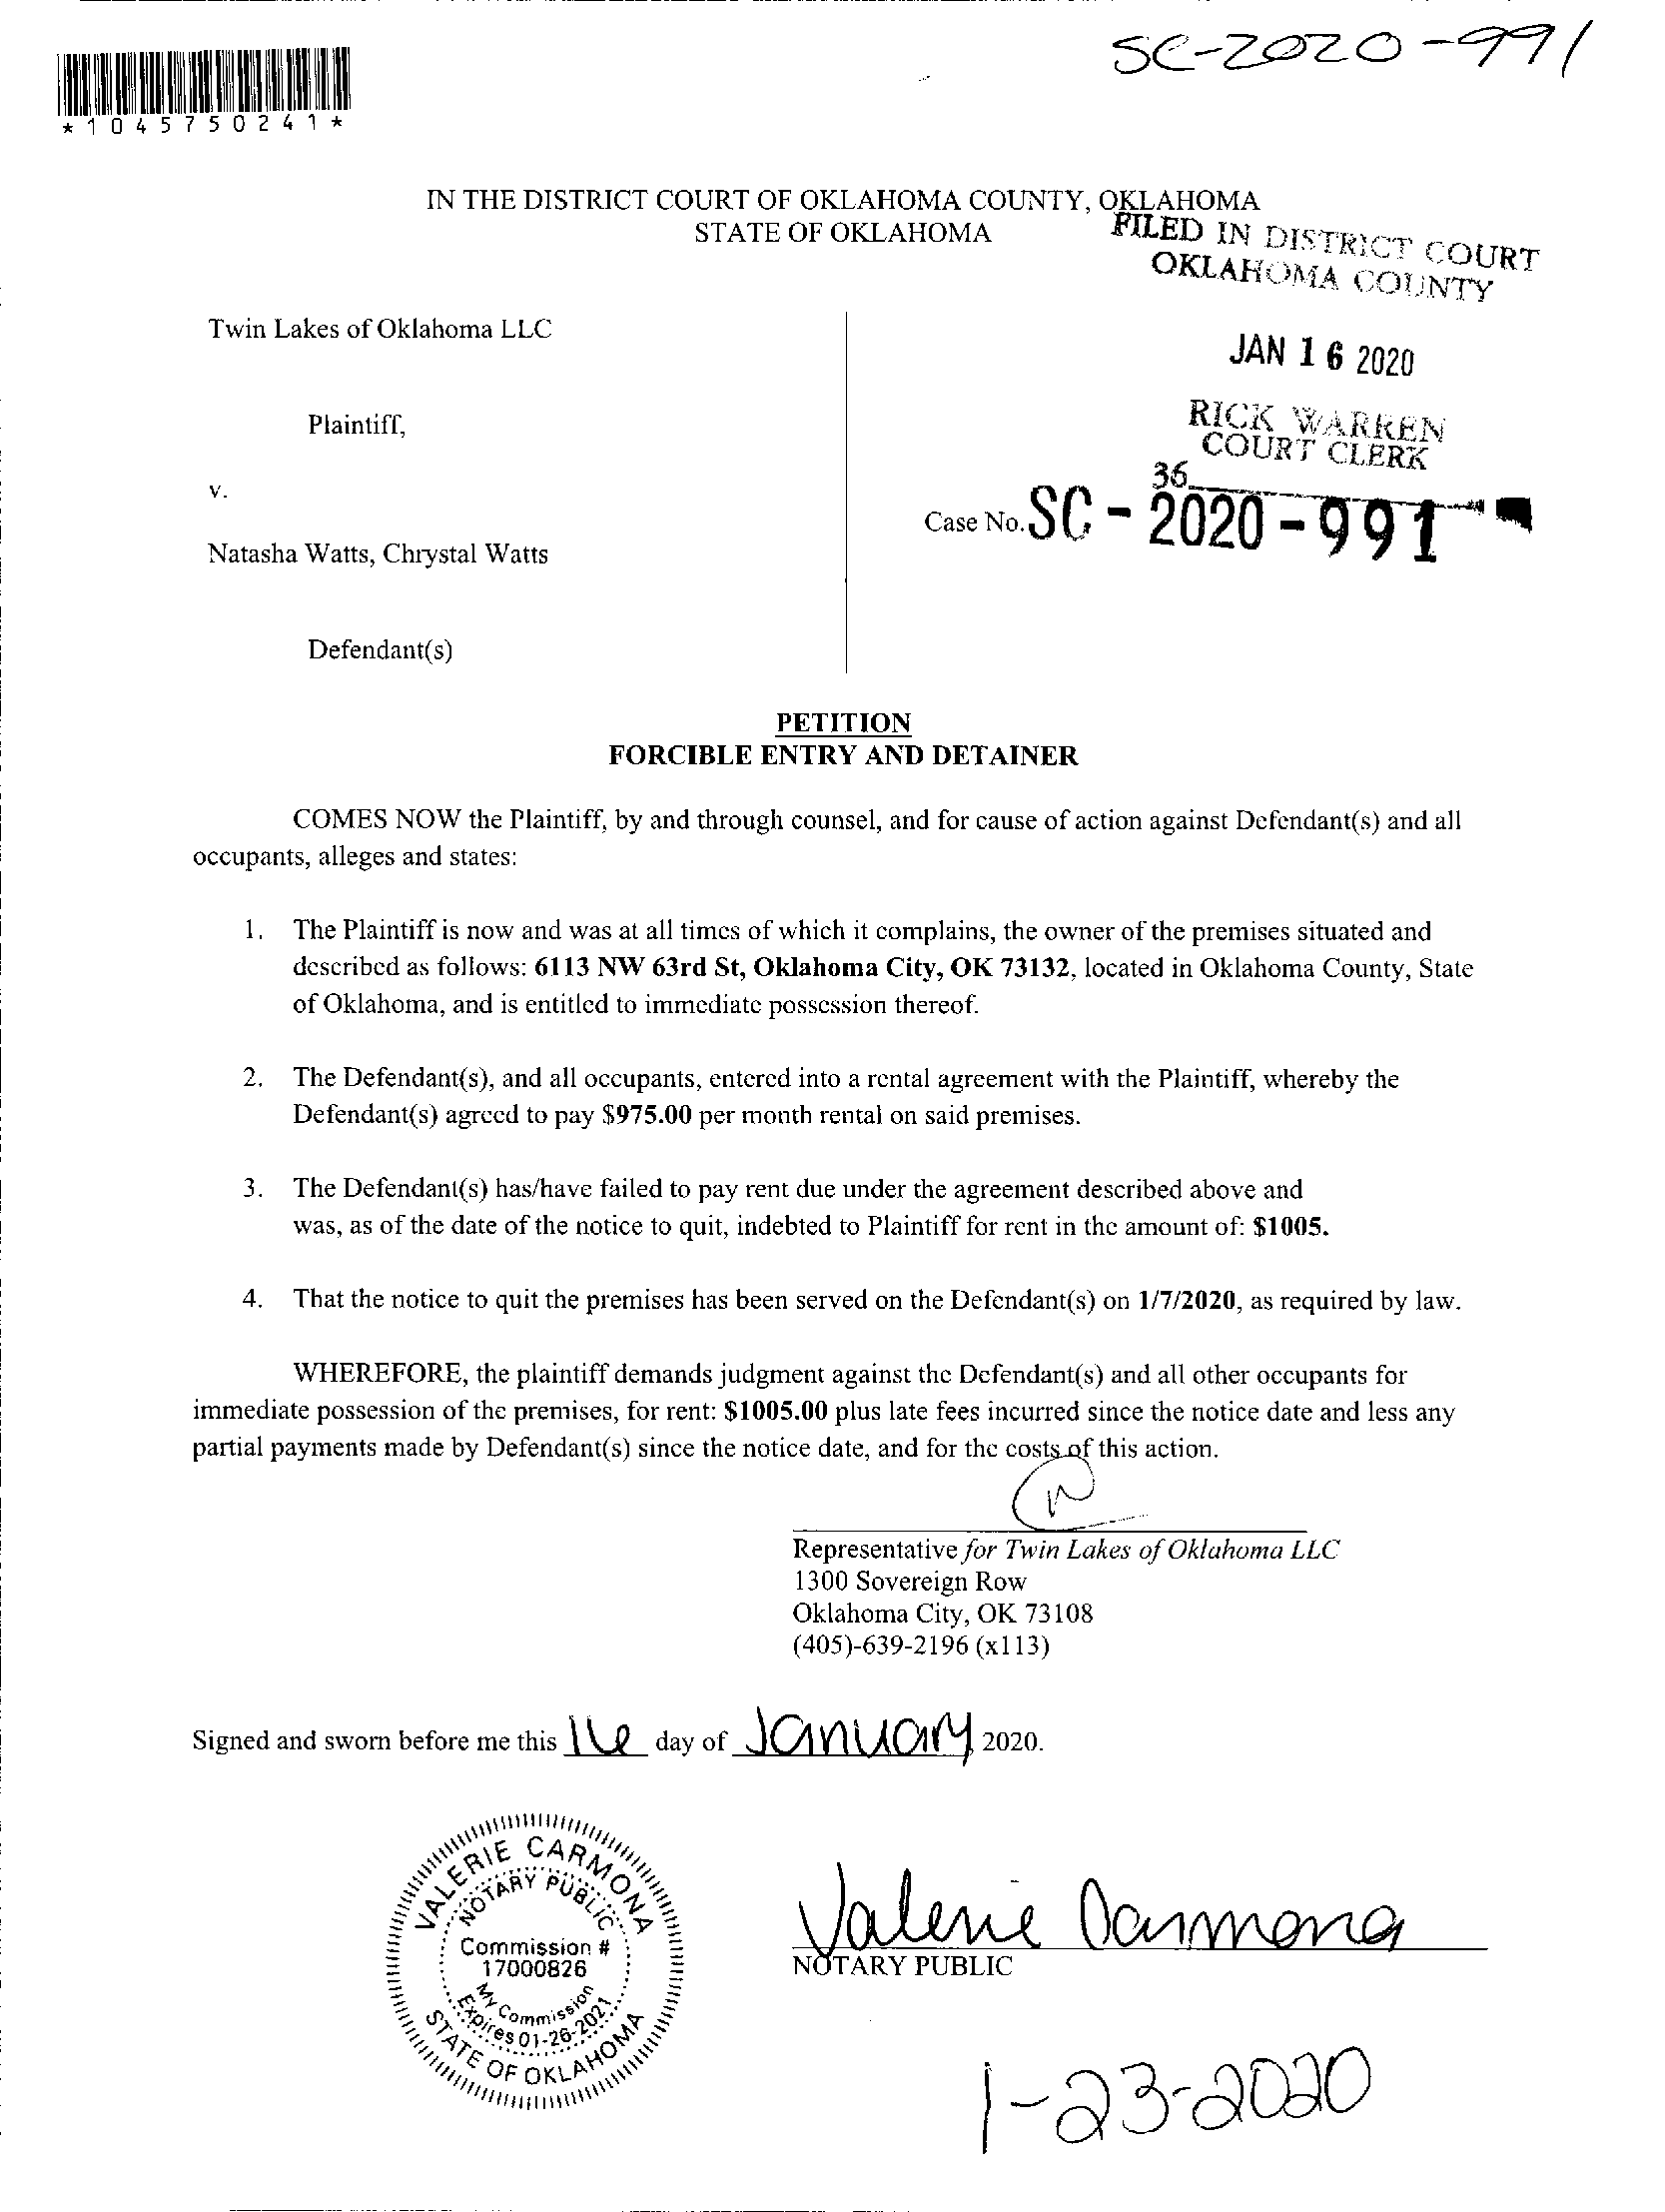 SC-2020-991
*1045750241*
IN THE DISTRICT COURT OF OKLAHOMA COUNTY, OKLAHOMA
STATE OF OKLAHOMA
FILED IN DISTRICT COURT
OKLAHOMA COUNTY
Twin Lakes of Oklahoma LLC
JAN 16 2020
Plaintiff,
RICK WARREN
COURT CLERK
36
v.
Case No. SC-2020-991
Natasha Watts, Chrystal Watts
Defendant(s)
PETITION
FORCIBLE ENTRY AND DETAINER
COMES NOW the Plaintiff, by and through counsel, and for cause of action against Defendant(s) and all
occupants, alleges and states:
1. The Plaintiff is now and was at all times of which it complains, the owner of the premises situated and
described as follows: 6113 NW 63rd St, Oklahoma City, OK 73132, located in Oklahoma County, State
of Oklahoma, and is entitled to immediate possession thereof.
2. The Defendant(s), and all occupants, entered into a rental agreement with the Plaintiff, whereby the
Defendant(s) agreed to pay $975.00 per month rental on said premises.
3. The Defendant(s) has/have failed to pay rent due under the agreement described above and
was, as of the date of the notice to quit, indebted to Plaintiff for rent in the amount of: $1005.
4. That the notice to quit the premises has been served on the Defendant(s) on 1/7/2020, as required by law.
WHEREFORE, the plaintiff demands judgment against the Defendant(s) and all other occupants for
immediate possession of the premises, for rent: $1005.00 plus late fees incurred since the notice date and less any
partial payments made by Defendant(s) since the notice date, and for the costs of this action.
Representative for Twin Lakes of Oklahoma LLC
1300 Sovereign Row
Oklahoma City, OK 73108
(405)-639-2196 (x113)
Signed and sworn before me this 16 day of January, 2020.
VALERIE CARMONA
NOTARY PUBLIC
Commission #
17000826
My Commission
Expires 01-26-2021
STATE OF OKLAHOMA
Valerie Carmona
NOTARY PUBLIC
1-23-2020